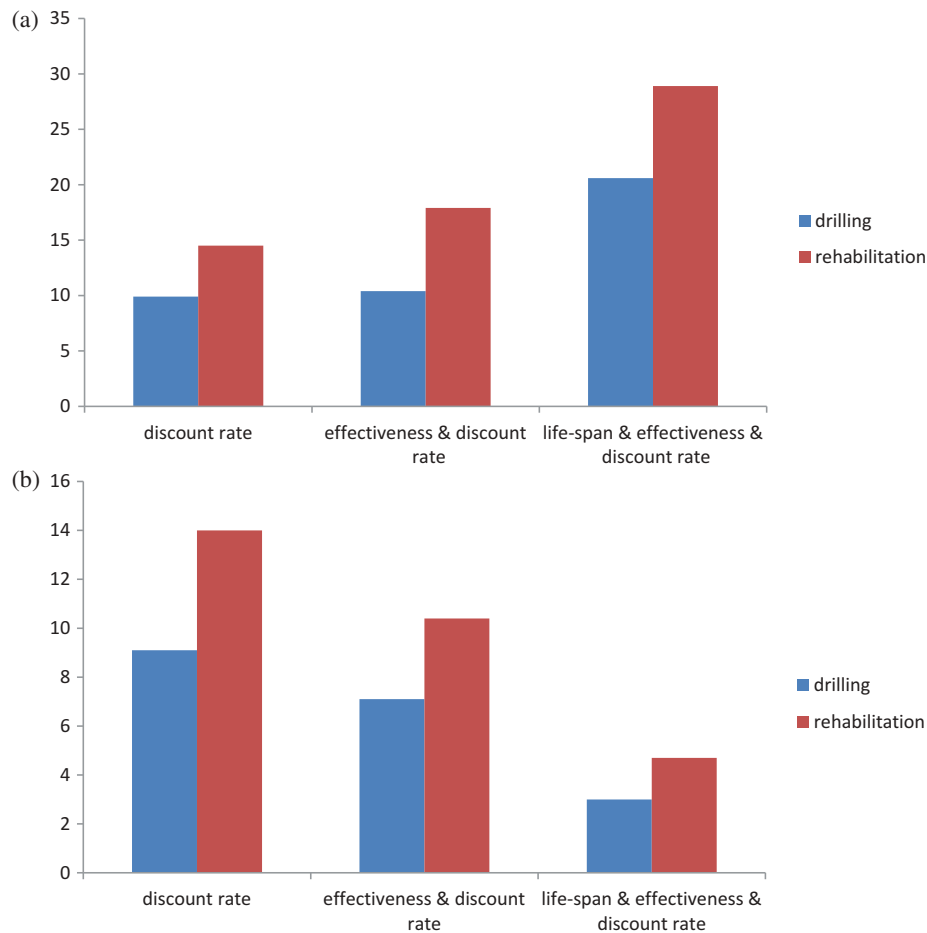 (a)
35
30
25
20
15
10
5
0
discount rate
effectiveness & discount
rate
life-span & effectiveness &
discount rate
drilling
rehabilitation
(b)
16
14
12
10
8
6
4
2
0
discount rate
effectiveness & discount
rate
life-span & effectiveness &
discount rate
drilling
rehabilitation